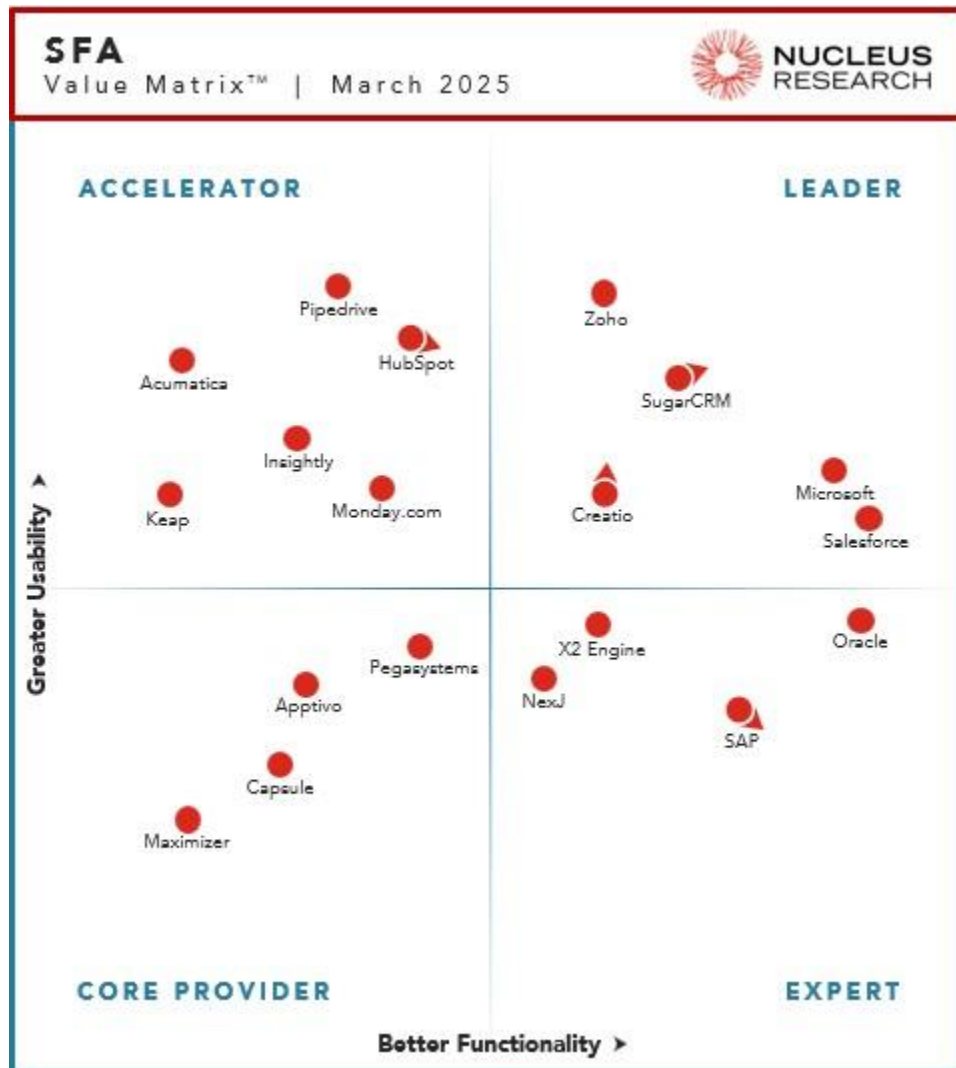 SFA
Value Matrix™ | March 2025
NUCLEUS
RESEARCH
ACCELERATOR
LEADER
Pipedrive
Zoho
HubSpot
Acumatica
SugarCRM
Insightly
Microsoft
Monday.com
Creatio
Keap
Salesforce
Greater Usability >
Oracle
X2 Engine
Pegasystems
NexJ
Apptivo
SAP
Capsule
Maximizer
CORE PROVIDER
EXPERT
Better Functionality >